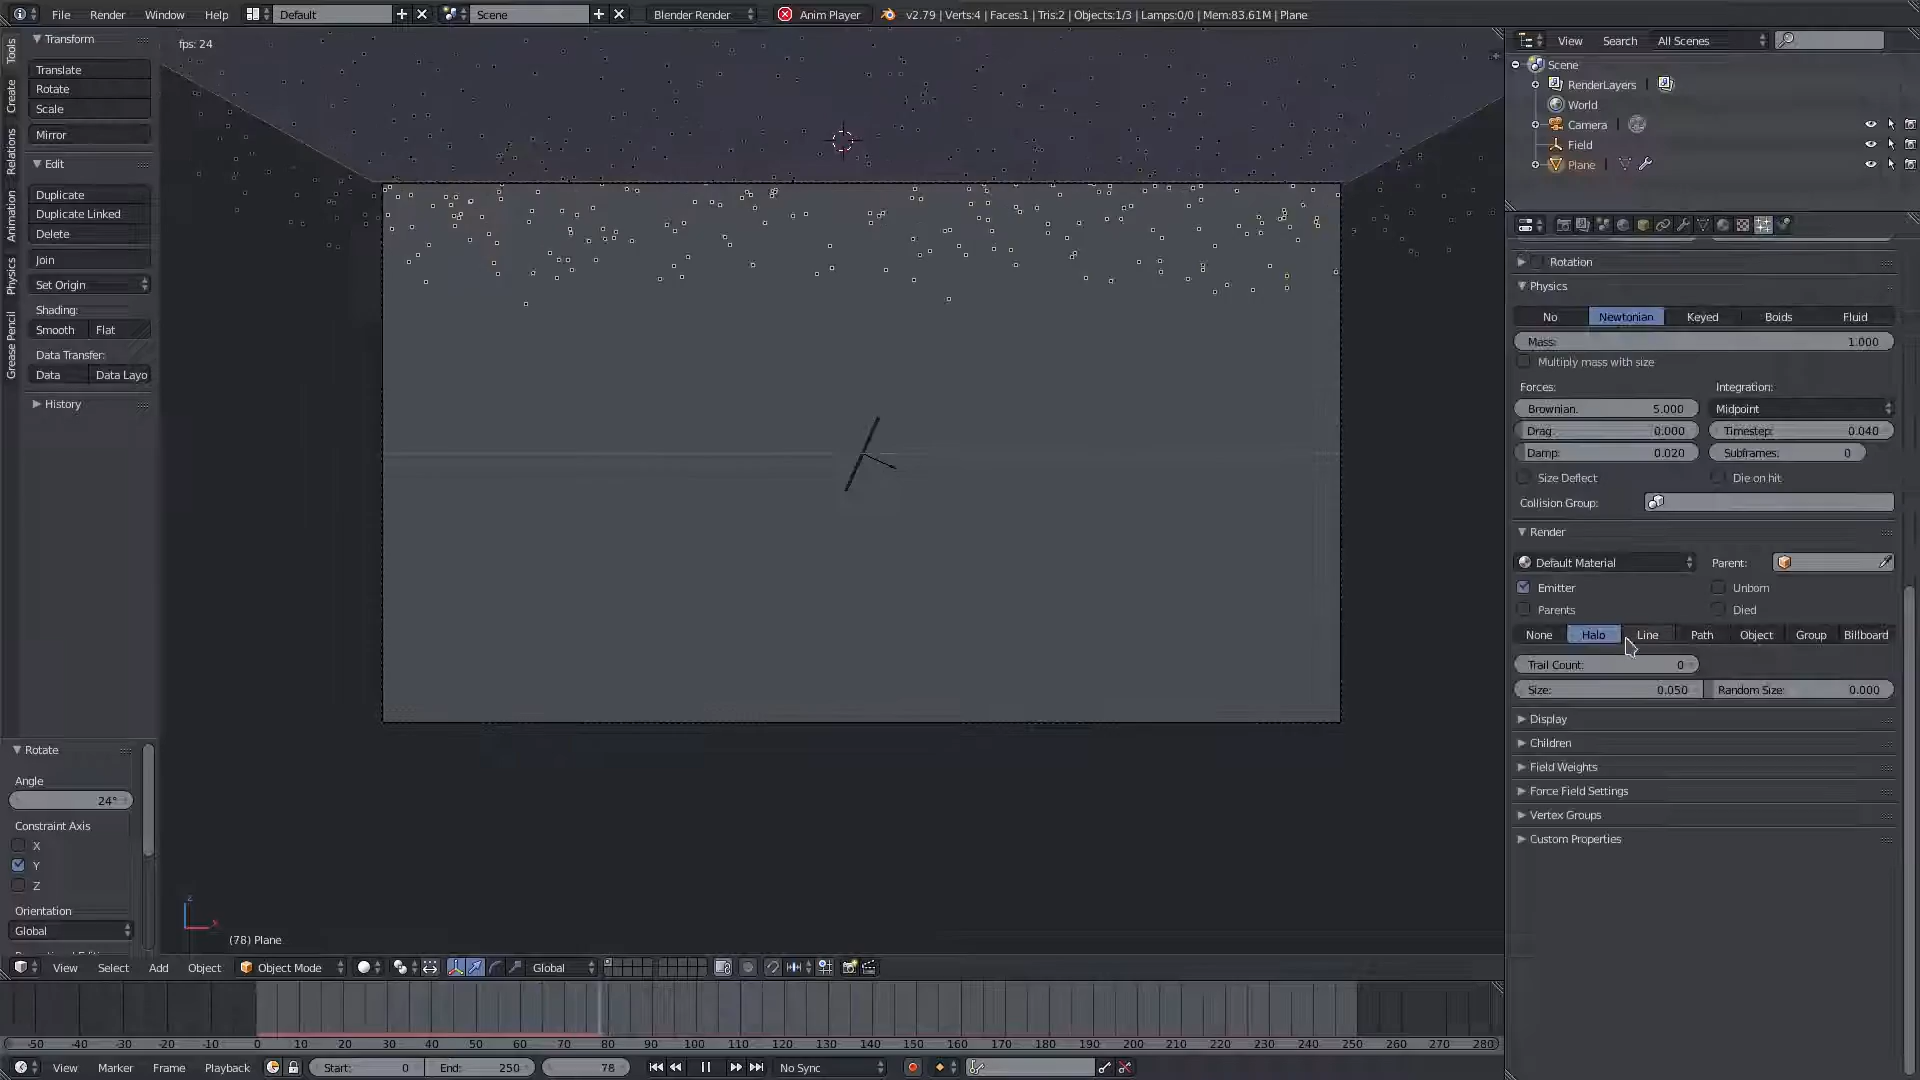 File Render Window Help Default Scene Blender Render Anim Player v2.79 | Verts:4 | Faces:1 | Tris:2 | Objects:1/3 | Lamps:0/0 | Mem:83.61M | Plane
Tools
Create
Relations
Animation
Physics
Grease Pencil
Transform
Translate
Rotate
Scale
Mirror
Edit
Duplicate
Duplicate Linked
Delete
Join
Set Origin
Shading:
Smooth Flat
Data Transfer:
Data Data Layo
History
Rotate
Angle
24°
Constraint Axis
X
Y
Z
Orientation
Global
fps: 24
z
x
(78) Plane
View Select Add Object Object Mode Global
-50 -40 -30 -20 -10 0 10 20 30 40 50 60 70 80 90 100 110 120 130 140 150 160 170 180 190 200 210 220 230 240 250 260 270 280
View Marker Frame Playback Start: 0 End: 250 78 No Sync
View Search All Scenes
Scene
RenderLayers
World
Camera
Field
Plane
Rotation
Physics
No Newtonian Keyed Boids Fluid
Mass: 1.000
Multiply mass with size
Forces: Integration:
Brownian: 5.000 Midpoint
Drag: 0.000 Timestep: 0.040
Damp: 0.020 Subframes: 0
Size Deflect Die on hit
Collision Group:
Render
Default Material Parent:
Emitter Unborn
Parents Died
None Halo Line Path Object Group Billboard
Trail Count: 0
Size: 0.050 Random Size: 0.000
Display
Children
Field Weights
Force Field Settings
Vertex Groups
Custom Properties